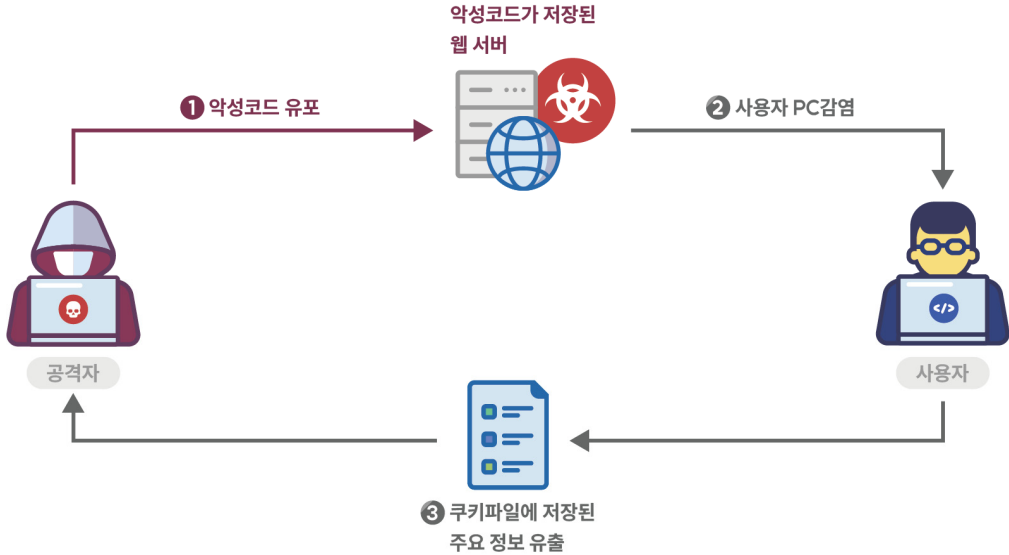 악성코드가 저장된
웹 서버
1 악성코드 유포
2 사용자 PC감염
</>
공격자
사용자
3 쿠키파일에 저장된
주요 정보 유출